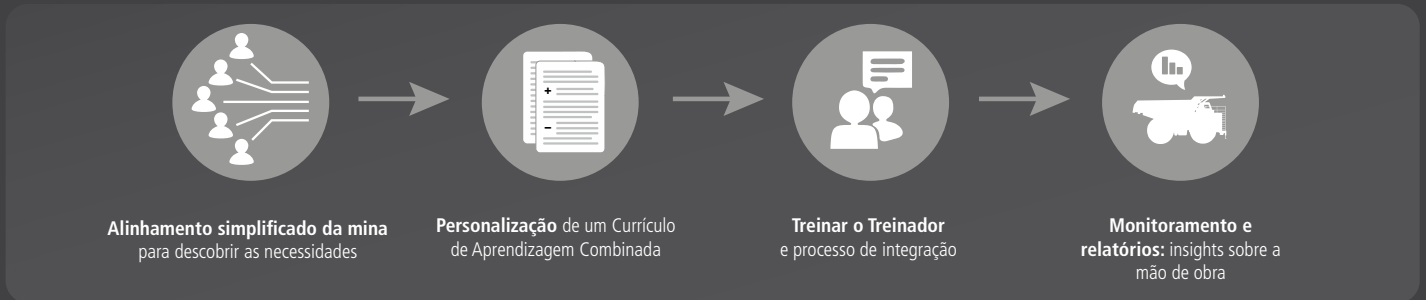 Alinhamento simplificado da mina
para descobrir as necessidades
Personalização de um Currículo
de Aprendizagem Combinada
Treinar o Treinador
e processo de integração
Monitoramento e
relatórios: insights sobre a
mão de obra